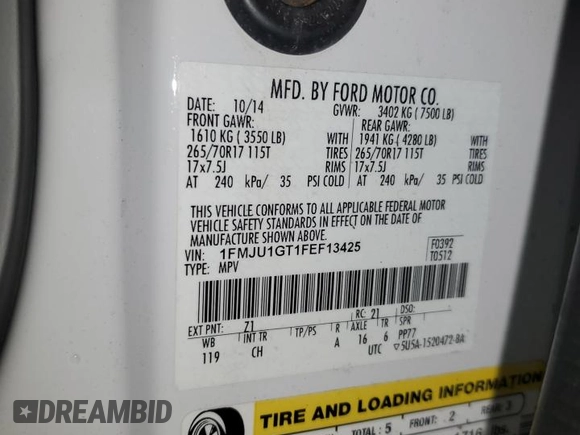 MFD. BY FORD MOTOR CO.
DATE: 10/14 GVWR: 3402 KG ( 7500 LB)
FRONT GAWR: REAR GAWR:
1610 KG ( 3550 LB) WITH 1941 KG ( 4280 LB) WITH
265/70R17 115T TIRES 265/70R17 115T TIRES
17x7.5J RIMS 17x7.5J RIMS
AT 240 kPa/ 35 PSI COLD AT 240 kPa/ 35 PSI COLD
THIS VEHICLE CONFORMS TO ALL APPLICABLE FEDERAL MOTOR
VEHICLE SAFETY STANDARDS IN EFFECT ON THE DATE OF
MANUFACTURE SHOWN ABOVE.
VIN: 1FMJU1GT1FEF13425 F0392
TYPE: MPV T0512
EXT PNT: Z1 RC: 21 DSO:
WB INT TR TP/PS R AXLE TR SPR
119 CH A 16 6 PP77
UTC ▽5U5A-1520472-BA
TIRE AND LOADING INFORMATION
TOTAL : 5 FRONT: 2 REAR: 3
lbs.
DREAMBID